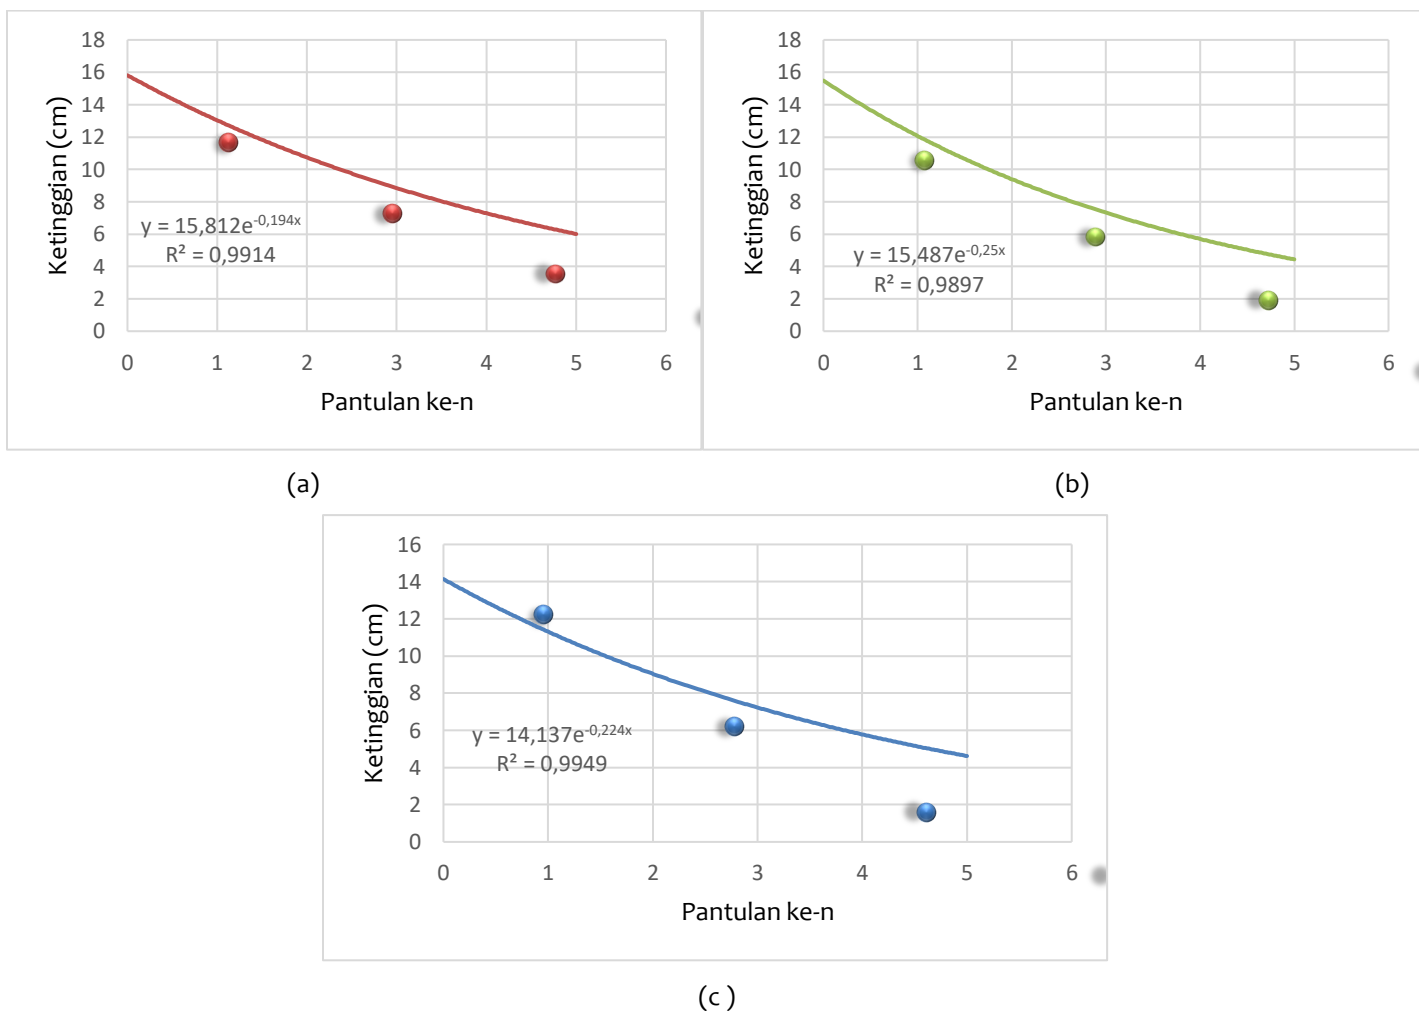 18
16
14
12
10
8
6
4
2
0
Ketinggian (cm)
y = 15,812e^-0,194x
R² = 0,9914
0 1 2 3 4 5 6
Pantulan ke-n
(a)
18
16
14
12
10
8
6
4
2
0
Ketinggian (cm)
y = 15,487e^-0,25x
R² = 0,9897
0 1 2 3 4 5 6
Pantulan ke-n
(b)
16
14
12
10
8
6
4
2
0
Ketinggian (cm)
y = 14,137e^-0,224x
R² = 0,9949
0 1 2 3 4 5 6
Pantulan ke-n
(c )